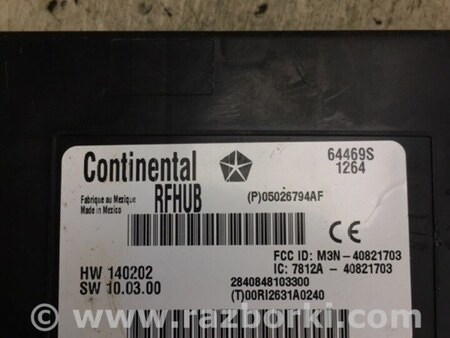 Continental
RFHUB
64469S
1264
Fabrique au Mexique
Made in Mexico
(P)05026794AF
CE
FCC ID: M3N-40821703
IC: 7812A - 40821703
HW 140202
SW 10.03.00
2840848103300
(T)00RI2631A0240
© www.razborki.com